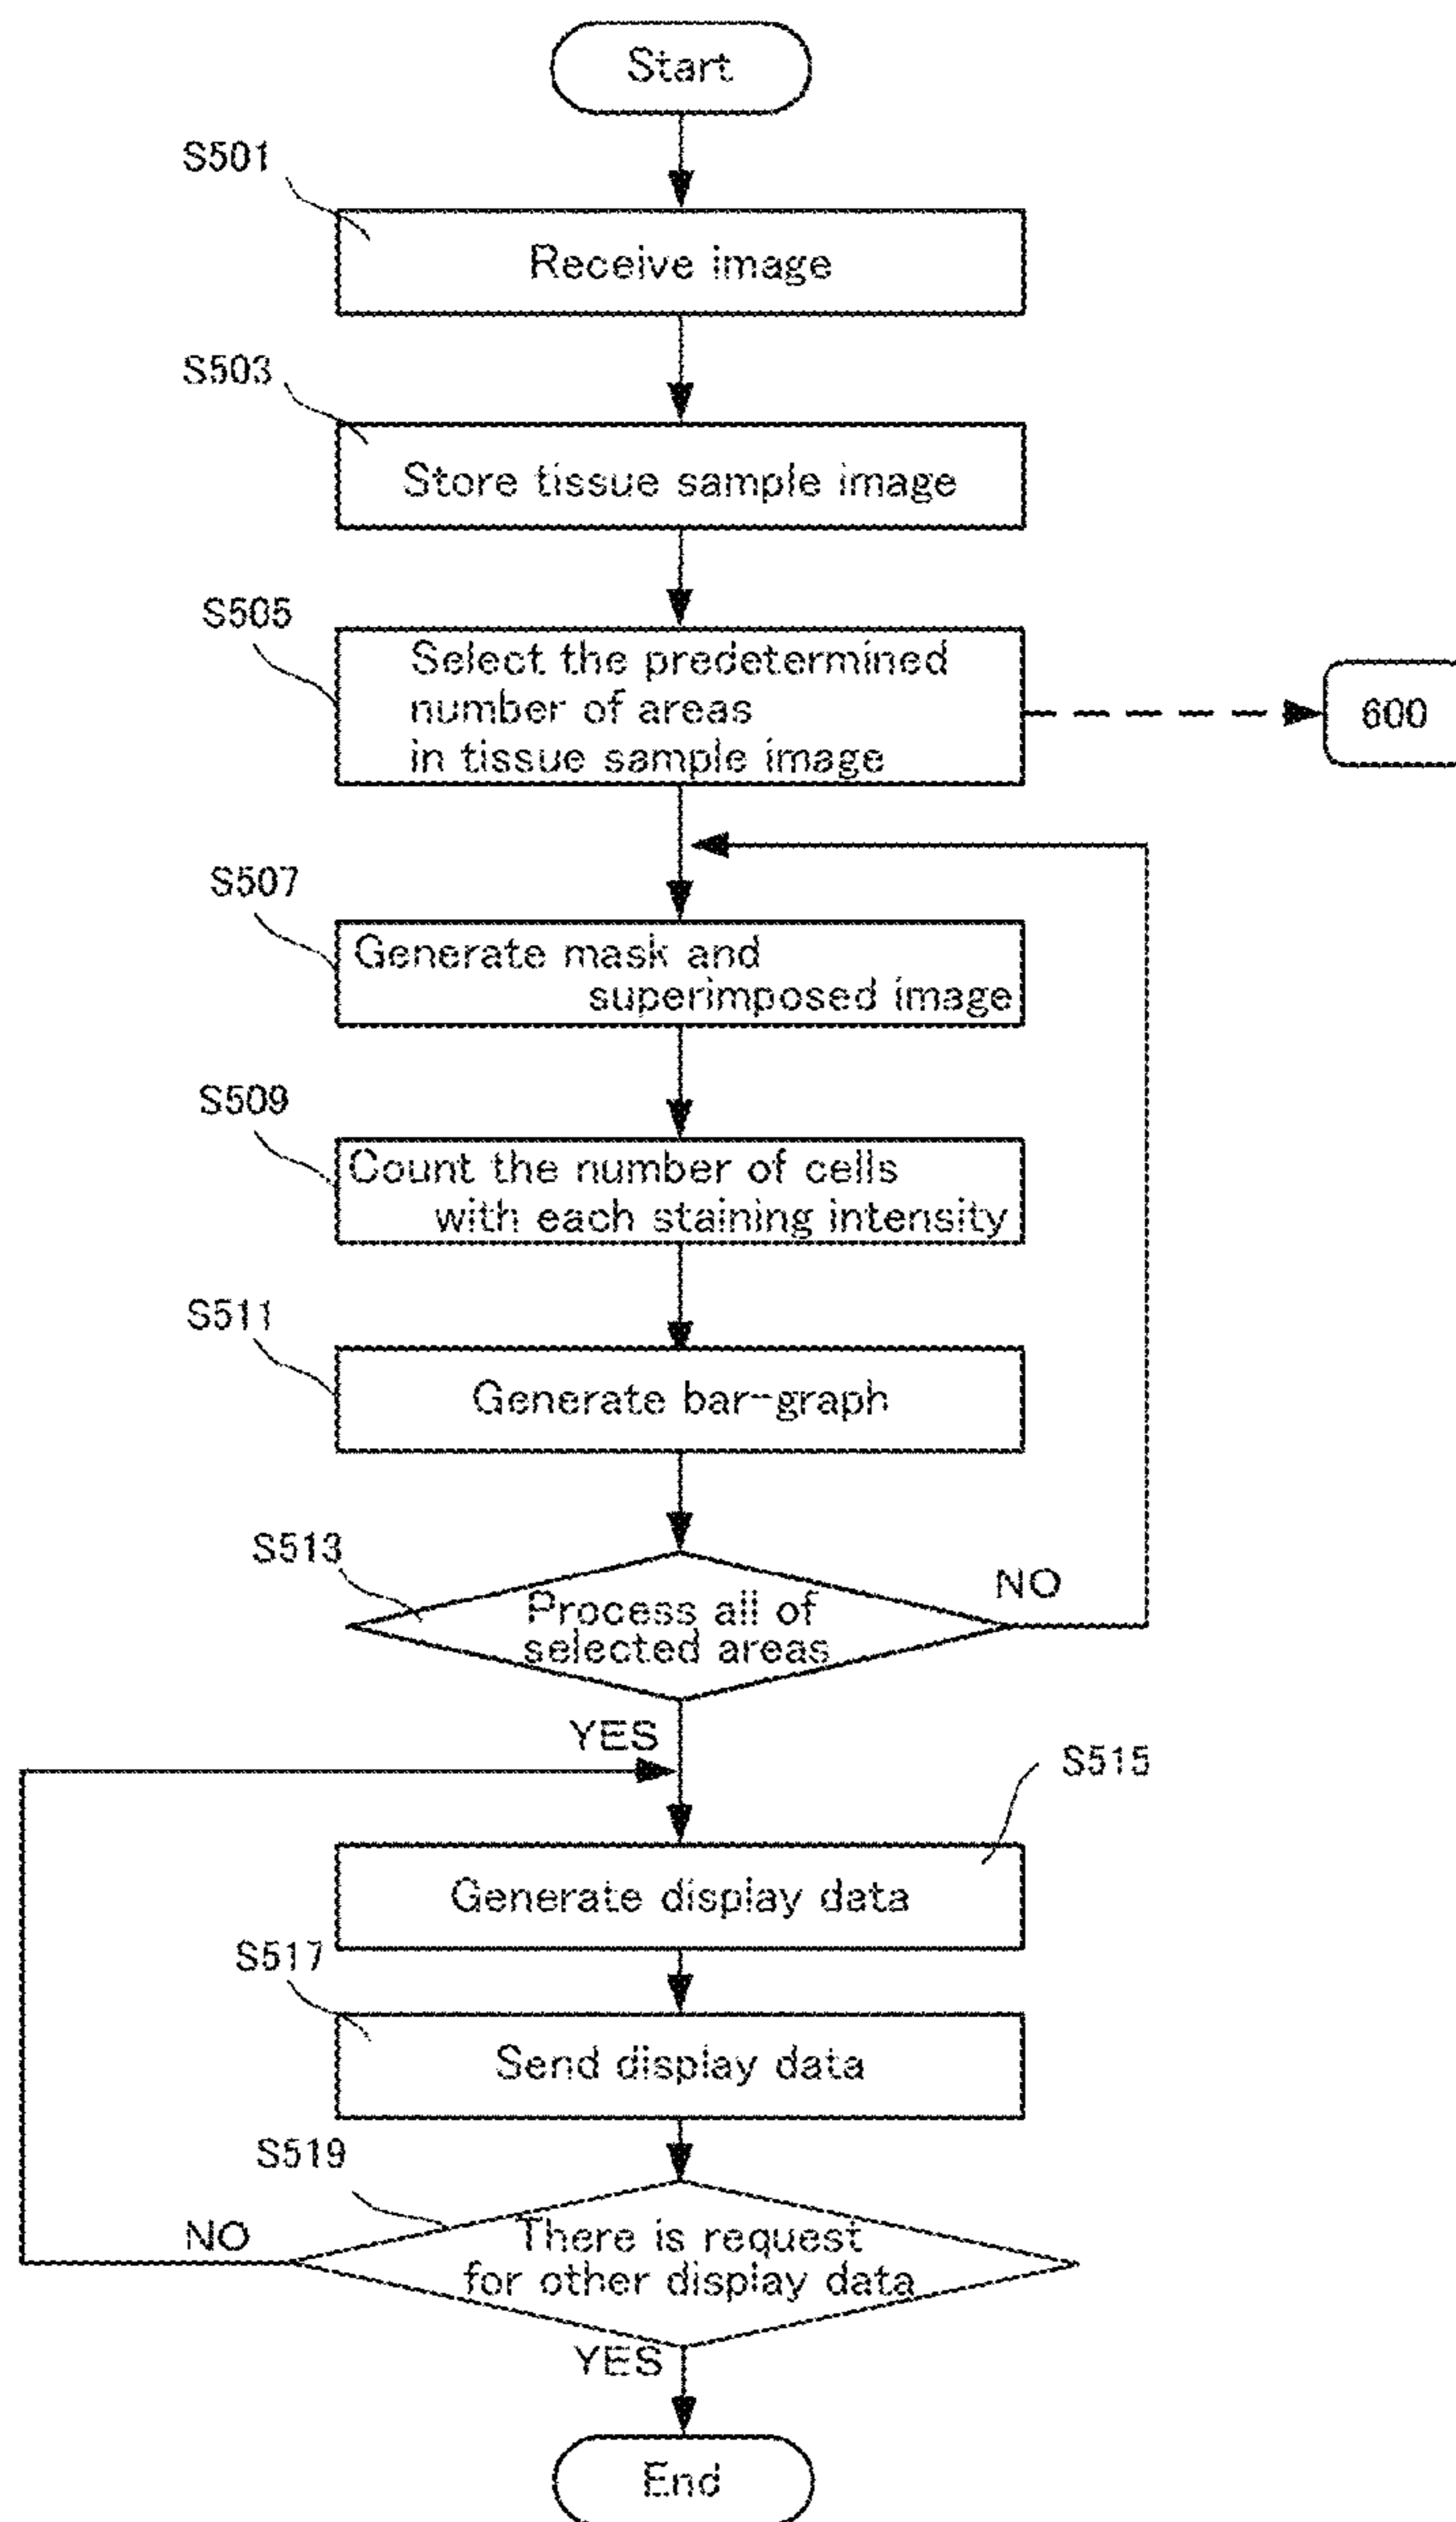 Start
S501
Receive image
S503
Store tissue sample image
S505
Select the predetermined
number of areas
in tissue sample image
600
S507
Generate mask and
superimposed image
S509
Count the number of cells
with each staining intensity
S511
Generate bar-graph
S513
Process all of
selected areas
NO
YES
S515
Generate display data
S517
Send display data
S519
There is request
for other display data
NO
YES
End